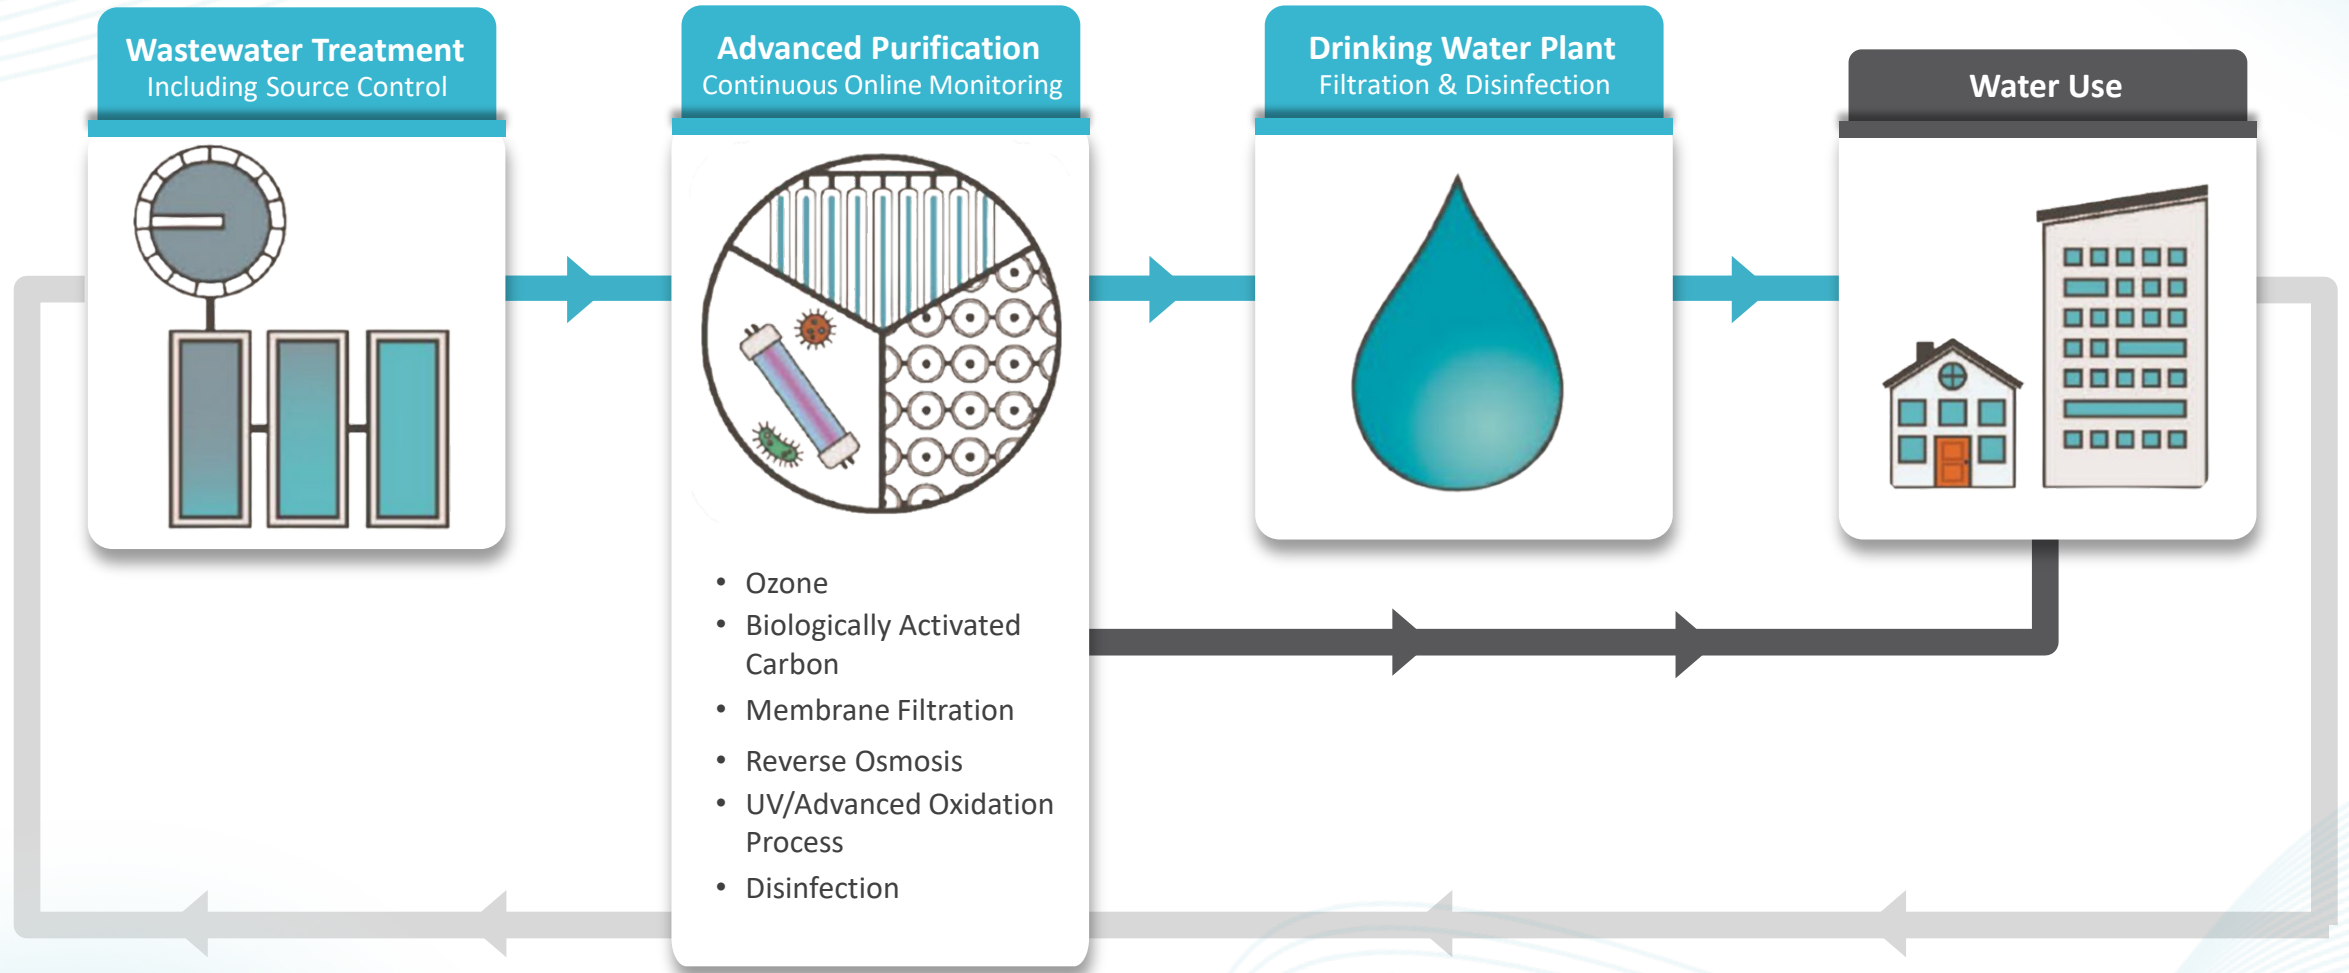 Wastewater Treatment
Including Source Control
Advanced Purification
Continuous Online Monitoring
Drinking Water Plant
Filtration & Disinfection
Water Use
• Ozone
• Biologically Activated
Carbon
• Membrane Filtration
• Reverse Osmosis
• UV/Advanced Oxidation
Process
• Disinfection